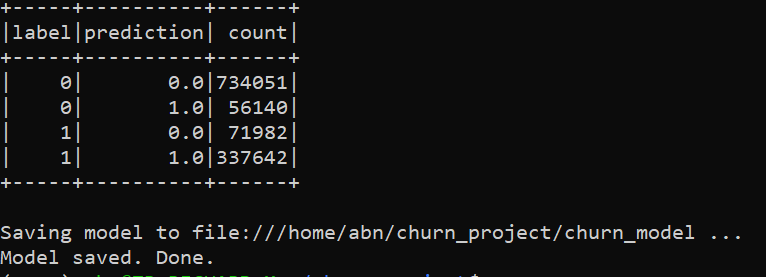 +-----+----------+------+
|label|prediction| count|
+-----+----------+------+
|    0|       0.0|734051|
|    0|       1.0| 56140|
|    1|       0.0| 71982|
|    1|       1.0|337642|
+-----+----------+------+
Saving model to file:///home/abn/churn_project/churn_model ...
Model saved. Done.